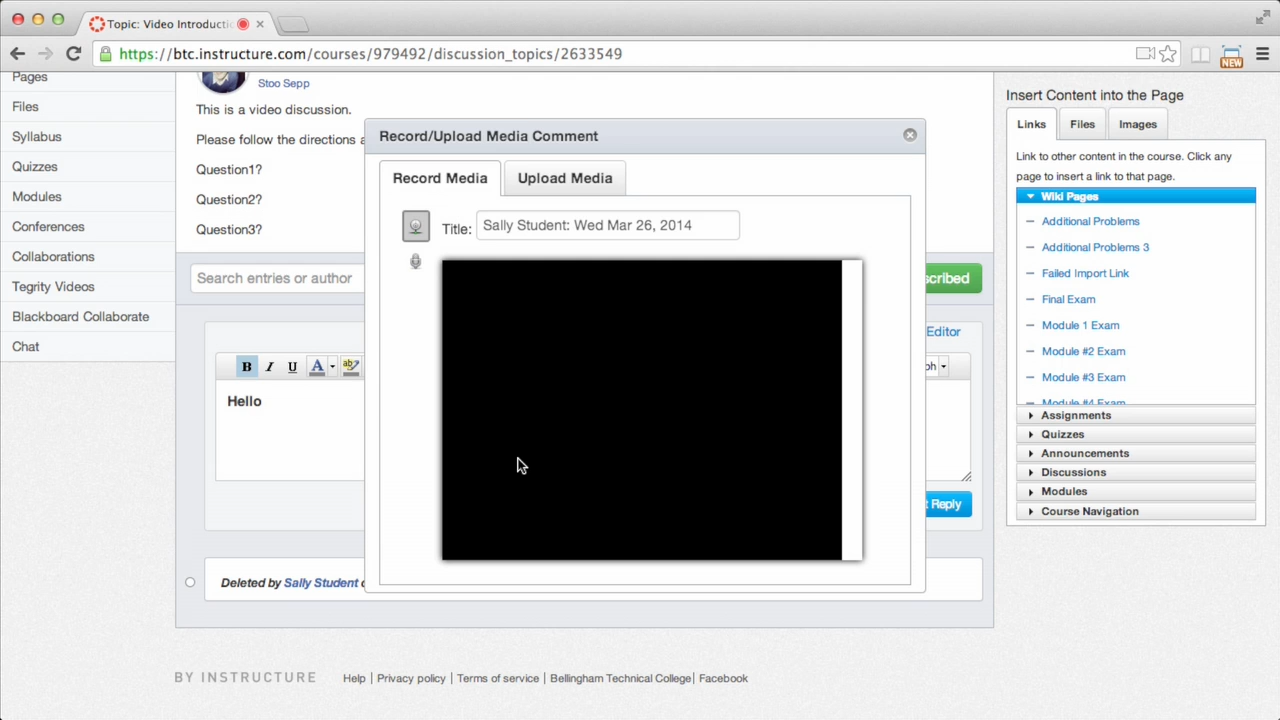 Topic: Video Introducti
https://btc.instructure.com/courses/979492/discussion_topics/2633549
NEW
Pages
Files
Syllabus
Quizzes
Modules
Conferences
Collaborations
Tegrity Videos
Blackboard Collaborate
Chat
Stoo Sepp
This is a video discussion.
Please follow the directions a
Question1?
Question2?
Question3?
Search entries or author
scribed
Editor
B I U A ab
ph
Hello
t Reply
Deleted by Sally Student o
Record/Upload Media Comment
Record Media
Upload Media
Title: Sally Student: Wed Mar 26, 2014
Insert Content into the Page
Links Files Images
Link to other content in the course. Click any
page to insert a link to that page.
Wiki Pages
Additional Problems
Additional Problems 3
Failed Import Link
Final Exam
Module 1 Exam
Module #2 Exam
Module #3 Exam
Module #4 Exam
Assignments
Quizzes
Announcements
Discussions
Modules
Course Navigation
BY INSTRUCTURE
Help | Privacy policy | Terms of service | Bellingham Technical College | Facebook